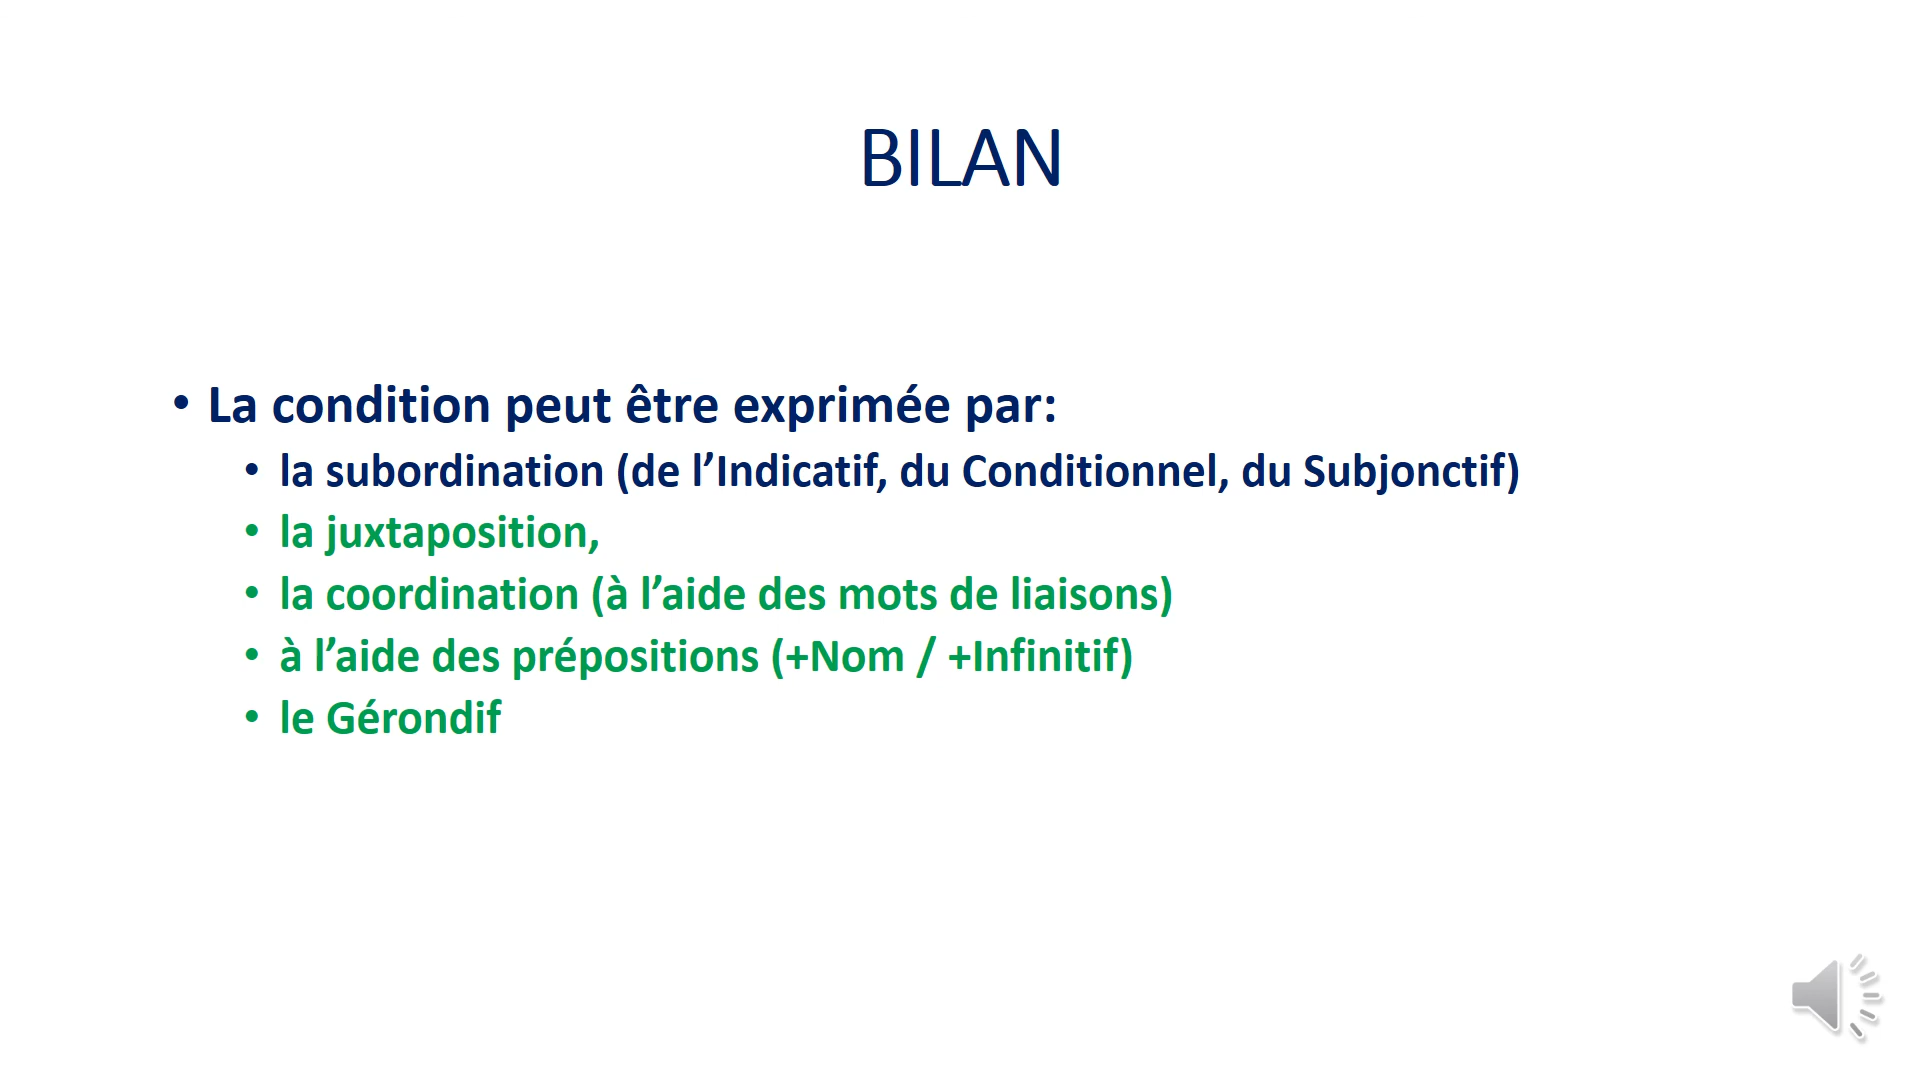 BILAN
• La condition peut être exprimée par:
• la subordination (de l’Indicatif, du Conditionnel, du Subjonctif)
• la juxtaposition,
• la coordination (à l’aide des mots de liaisons)
• à l’aide des prépositions (+Nom / +Infinitif)
• le Gérondif